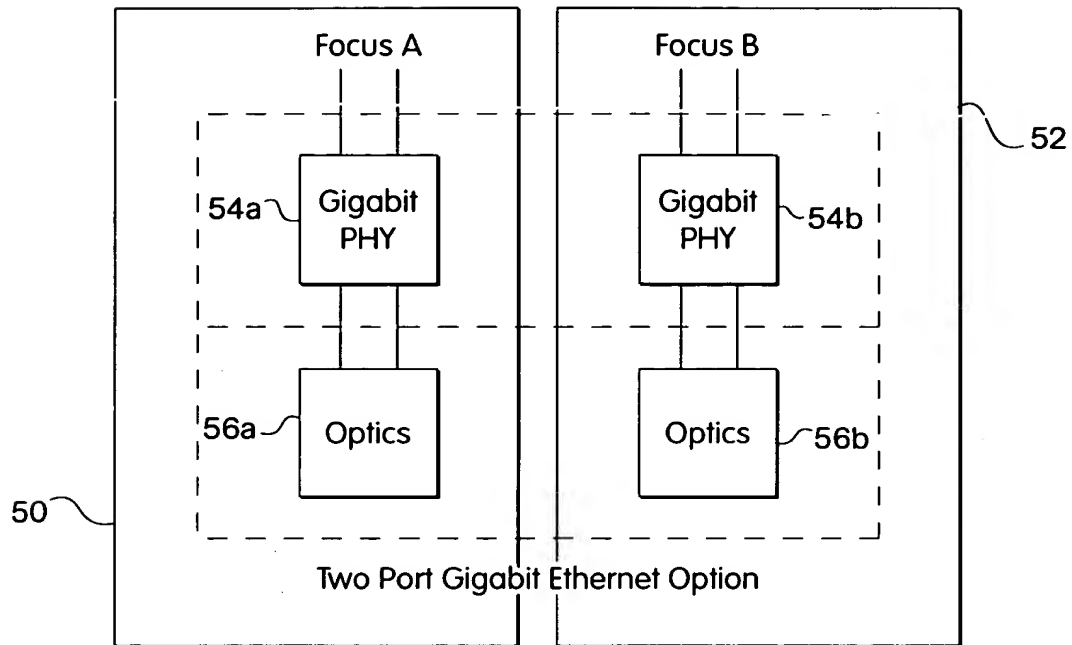 Focus A
Focus B
52
54a
Gigabit
PHY
Gigabit
PHY
54b
56a
Optics
Optics
56b
50
Two Port Gigabit Ethernet Option